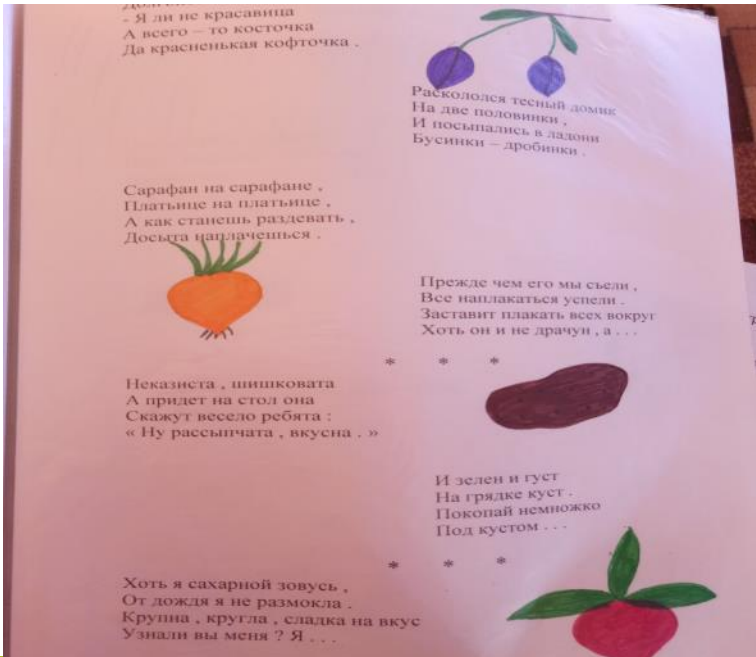 - Я ли не красавица
А всего – то косточка
Да красненькая кофточка .
Раскололся тесный домик
На две половинки ,
И посыпались в ладони
Бусинки – дробинки .
Сарафан на сарафане ,
Платьице на платьице ,
А как станешь раздевать ,
Досыта наплачешься .
Прежде чем его мы сьели ,
Все наплакаться успели .
Заставит плакать всех вокруг
Хоть он и не драчун , а . . .
* * *
Неказиста , шишковата
А придет на стол она
Скажут весело ребята :
« Ну рассыпчата , вкусна . »
И зелен и густ
На грядке куст .
Покопай немножко
Под кустом . . .
* * *
Хоть я сахарной зовусь ,
От дождя я не размокла .
Крупна , кругла , сладка на вкус
Узнали вы меня ? Я . . .